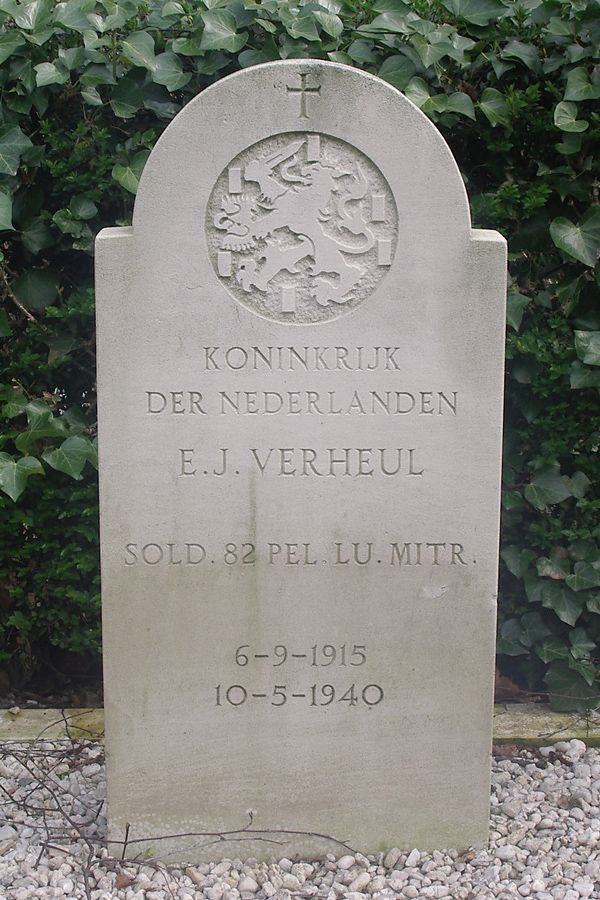 KONINKRIJK
DER NEDERLANDEN
E.J. VERHEUL
SOLD. 82 PEL. LU. MITR.
6-9-1915
10-5-1940